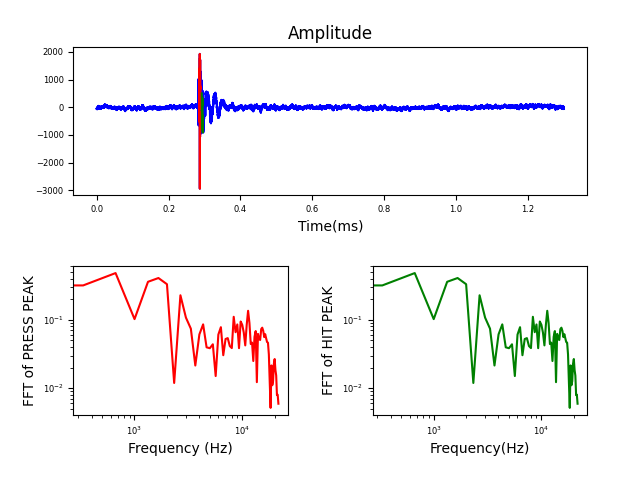 Amplitude
2000
1000
0
−1000
−2000
−3000
0.0 0.2 0.4 0.6 0.8 1.0 1.2
Time(ms)
FFT of PRESS PEAK
10⁻¹
10⁻²
10³ 10⁴
Frequency (Hz)
FFT of HIT PEAK
10⁻¹
10⁻²
10³ 10⁴
Frequency(Hz)